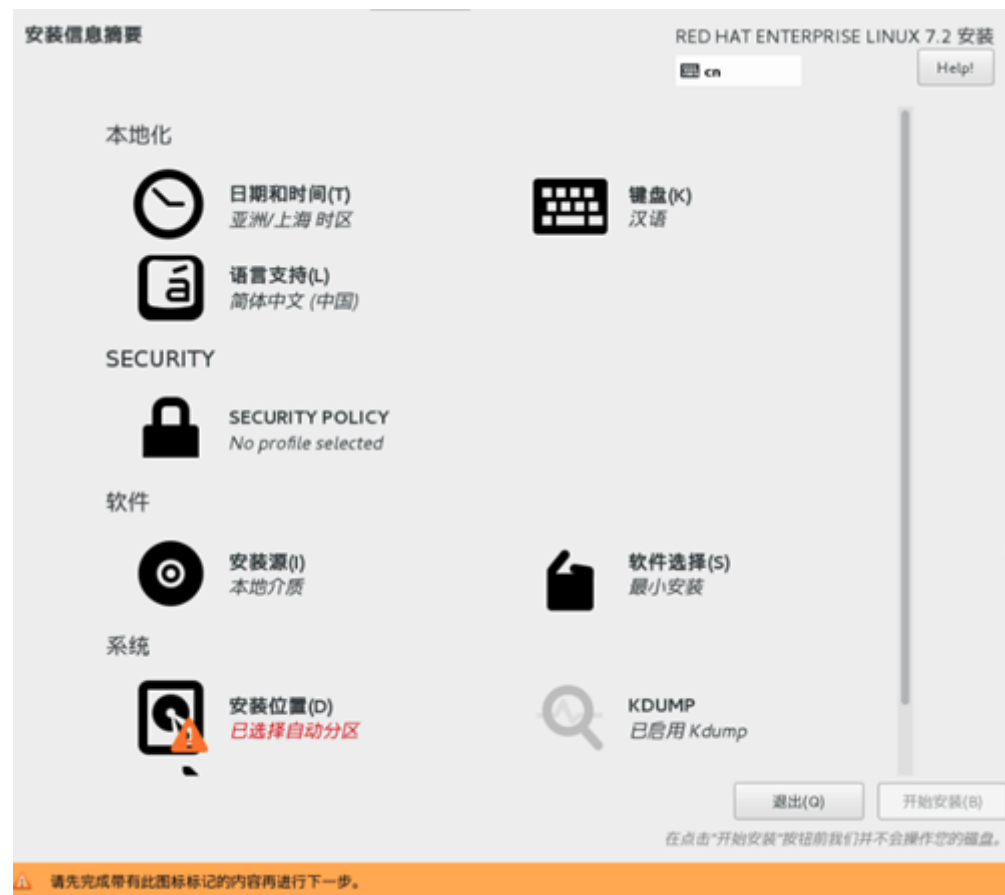 安装信息摘要
RED HAT ENTERPRISE LINUX 7.2 安装
cn
Help!
本地化
日期和时间(T)
亚洲/上海 时区
键盘(K)
汉语
语言支持(L)
简体中文 (中国)
SECURITY
SECURITY POLICY
No profile selected
软件
安装源(I)
本地介质
软件选择(S)
最小安装
系统
安装位置(D)
已选择自动分区
KDUMP
已启用 Kdump
退出(Q)
开始安装(B)
在点击"开始安装"按钮前我们并不会操作您的磁盘。
请先完成带有此图标标记的内容再进行下一步。